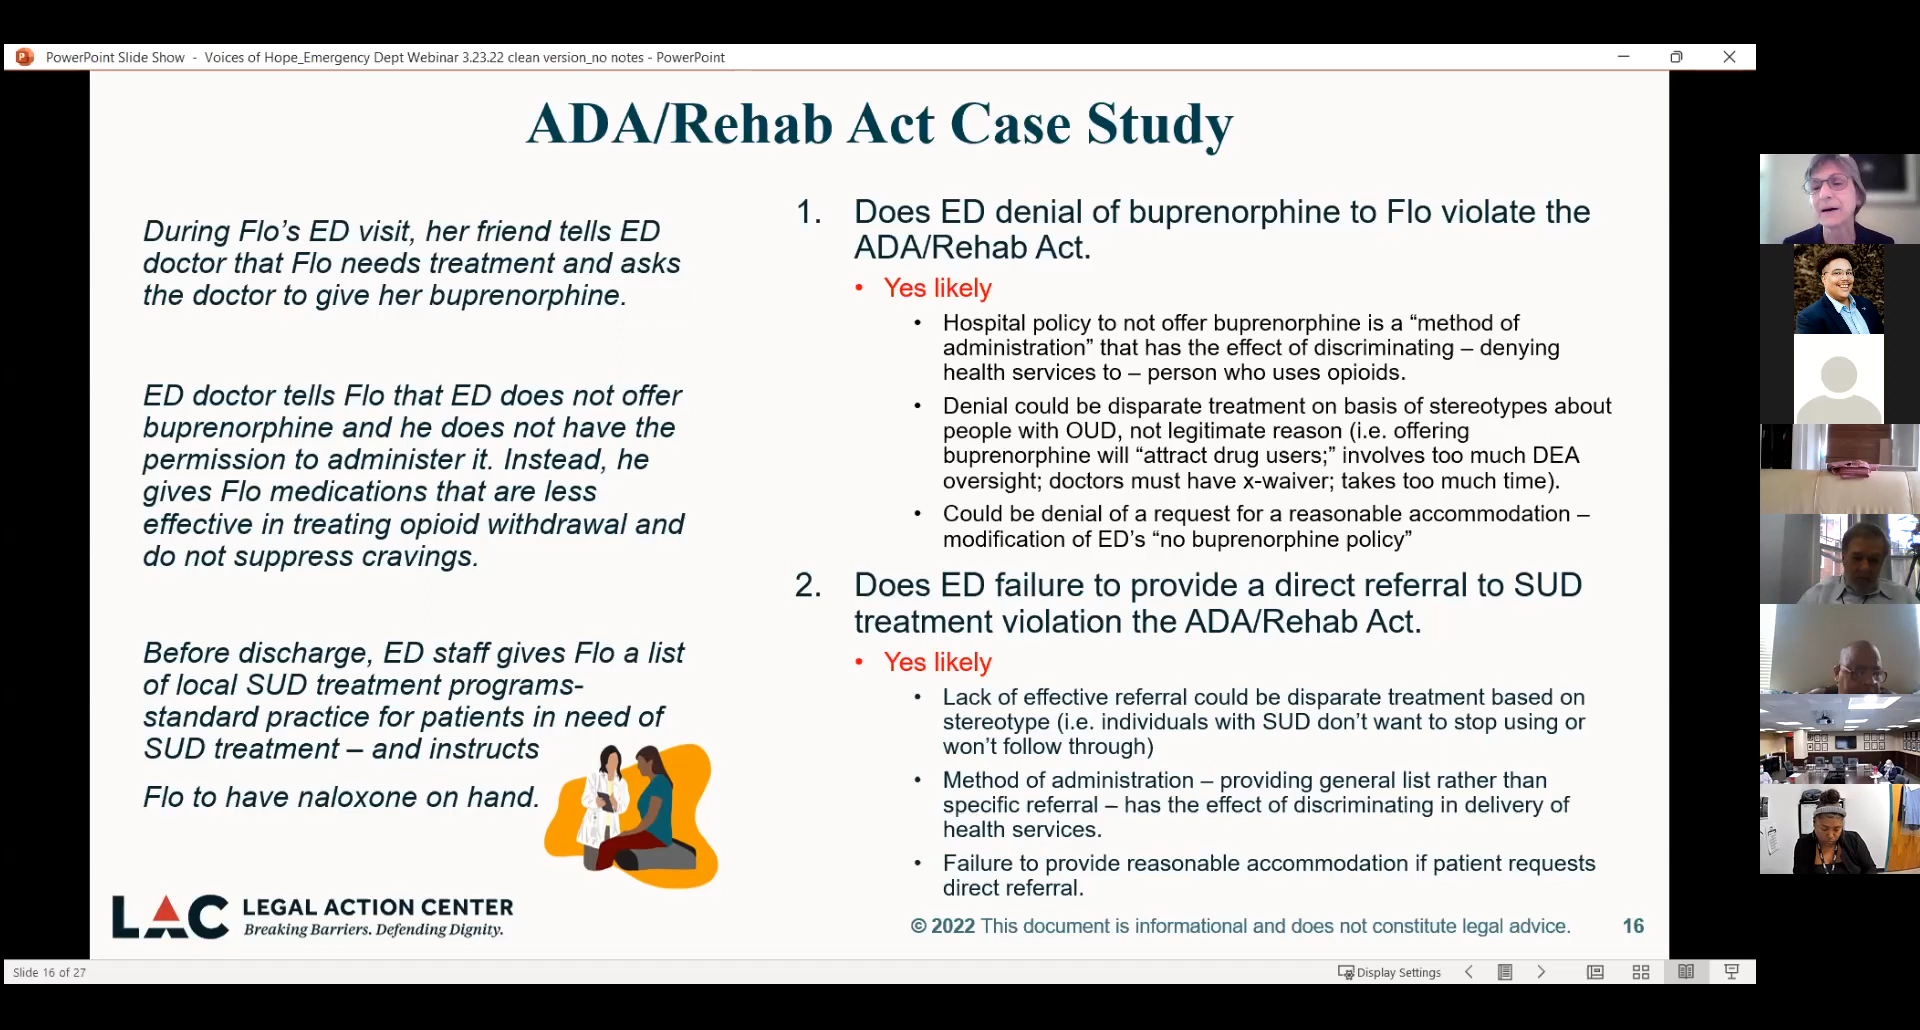 PowerPoint Slide Show - Voices of Hope_Emergency Dept Webinar 3.23.22 clean version_no notes - PowerPoint
ADA/Rehab Act Case Study
During Flo’s ED visit, her friend tells ED
doctor that Flo needs treatment and asks
the doctor to give her buprenorphine.
ED doctor tells Flo that ED does not offer
buprenorphine and he does not have the
permission to administer it. Instead, he
gives Flo medications that are less
effective in treating opioid withdrawal and
do not suppress cravings.
Before discharge, ED staff gives Flo a list
of local SUD treatment programs-
standard practice for patients in need of
SUD treatment – and instructs
Flo to have naloxone on hand.
1. Does ED denial of buprenorphine to Flo violate the
ADA/Rehab Act.
• Yes likely
• Hospital policy to not offer buprenorphine is a “method of
administration” that has the effect of discriminating – denying
health services to – person who uses opioids.
• Denial could be disparate treatment on basis of stereotypes about
people with OUD, not legitimate reason (i.e. offering
buprenorphine will “attract drug users;” involves too much DEA
oversight; doctors must have x-waiver; takes too much time).
• Could be denial of a request for a reasonable accommodation –
modification of ED’s “no buprenorphine policy”
2. Does ED failure to provide a direct referral to SUD
treatment violation the ADA/Rehab Act.
• Yes likely
• Lack of effective referral could be disparate treatment based on
stereotype (i.e. individuals with SUD don’t want to stop using or
won’t follow through)
• Method of administration – providing general list rather than
specific referral – has the effect of discriminating in delivery of
health services.
• Failure to provide reasonable accommodation if patient requests
direct referral.
LAC LEGAL ACTION CENTER
Breaking Barriers. Defending Dignity.
© 2022 This document is informational and does not constitute legal advice. 16
Slide 16 of 27
Display Settings